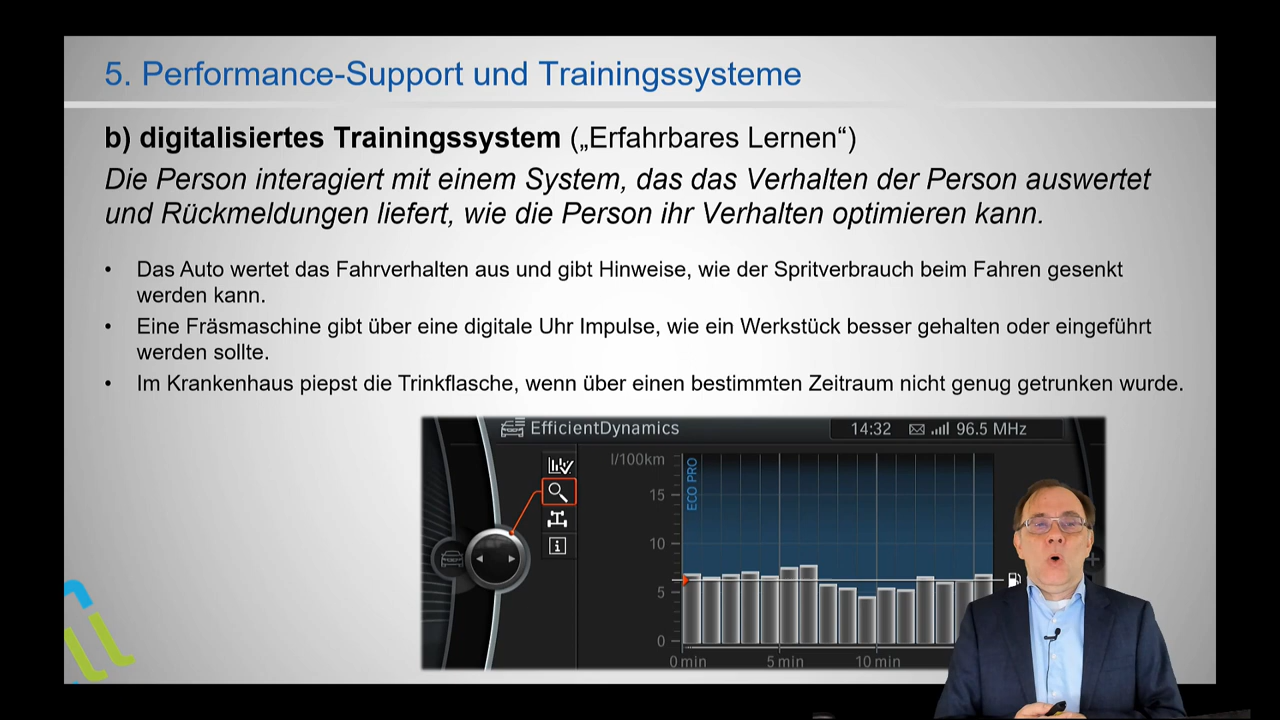 5. Performance-Support und Trainingssysteme
b) digitalisiertes Trainingssystem („Erfahrbares Lernen“)
Die Person interagiert mit einem System, das das Verhalten der Person auswertet
und Rückmeldungen liefert, wie die Person ihr Verhalten optimieren kann.
• Das Auto wertet das Fahrverhalten aus und gibt Hinweise, wie der Spritverbrauch beim Fahren gesenkt
werden kann.
• Eine Fräsmaschine gibt über eine digitale Uhr Impulse, wie ein Werkstück besser gehalten oder eingeführt
werden sollte.
• Im Krankenhaus piepst die Trinkflasche, wenn über einen bestimmten Zeitraum nicht genug getrunken wurde.
EfficientDynamics 14:32 96.5 MHz
l/100km
ECO PRO
15
10
5
0
0 min 5 min 10 min